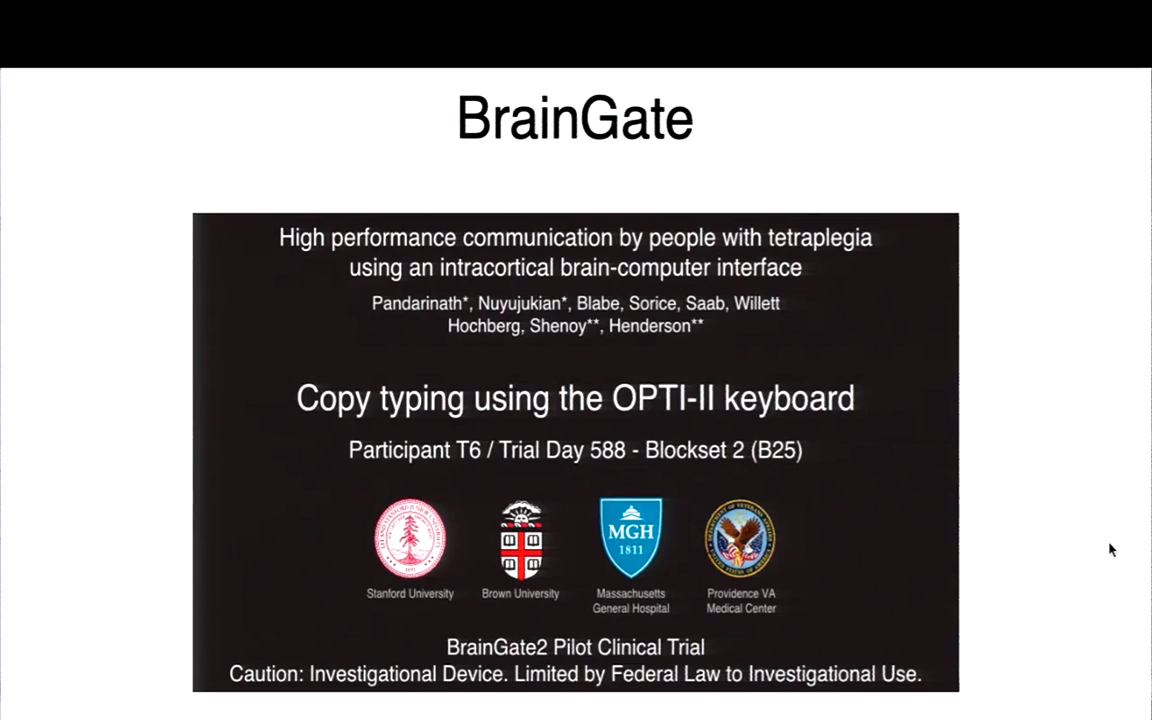 BrainGate
High performance communication by people with tetraplegia
using an intracortical brain-computer interface
Pandarinath*, Nuyujukian*, Blabe, Sorice, Saab, Willett
Hochberg, Shenoy**, Henderson**
Copy typing using the OPTI-II keyboard
Participant T6 / Trial Day 588 - Blockset 2 (B25)
MGH
1811
Stanford University
Brown University
Massachusetts
General Hospital
Providence VA
Medical Center
BrainGate2 Pilot Clinical Trial
Caution: Investigational Device. Limited by Federal Law to Investigational Use.